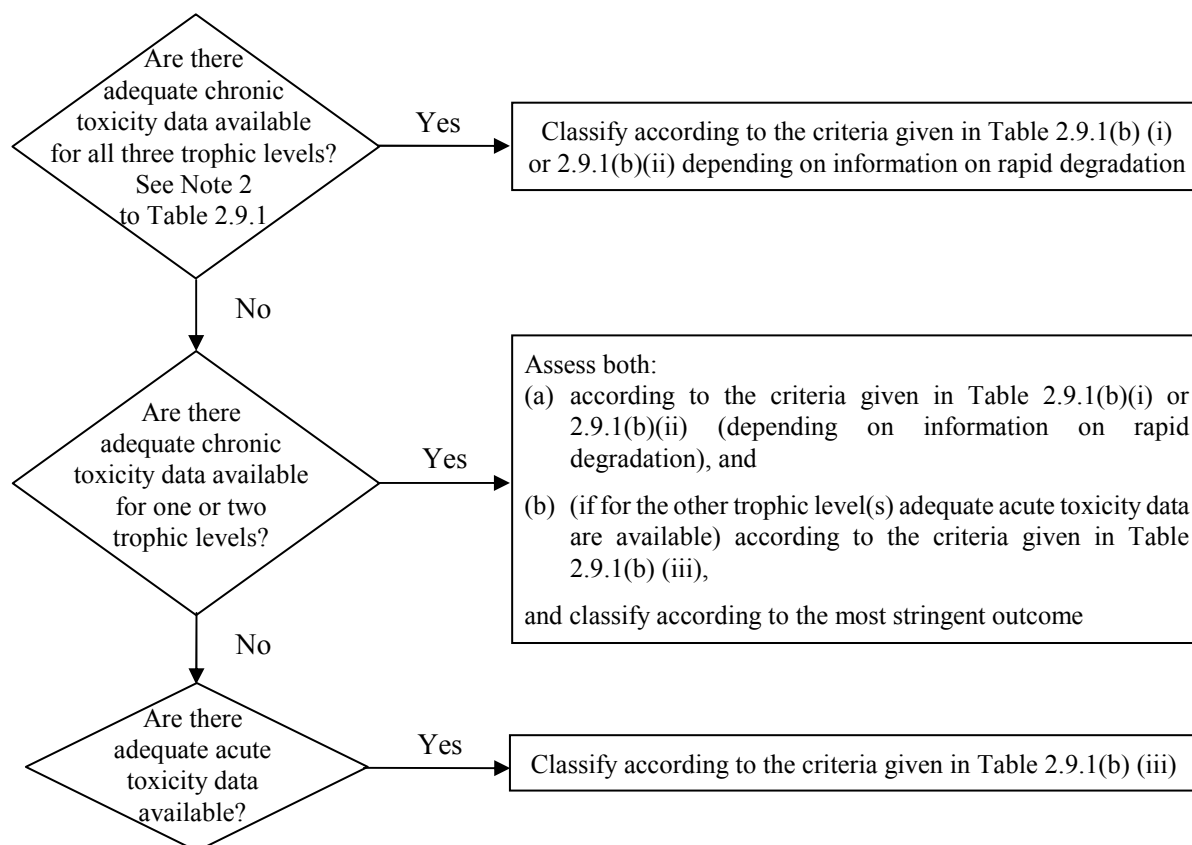 Are there
adequate chronic
toxicity data available
for all three trophic levels?
See Note 2
to Table 2.9.1
Yes
Classify according to the criteria given in Table 2.9.1(b) (i)
or 2.9.1(b)(ii) depending on information on rapid degradation
No
Are there
adequate chronic
toxicity data available
for one or two
trophic levels?
Yes
Assess both:
(a) according to the criteria given in Table 2.9.1(b)(i) or
2.9.1(b)(ii) (depending on information on rapid
degradation), and
(b) (if for the other trophic level(s) adequate acute toxicity data
are available) according to the criteria given in Table
2.9.1(b) (iii),
and classify according to the most stringent outcome
No
Are there
adequate acute
toxicity data
available?
Yes
Classify according to the criteria given in Table 2.9.1(b) (iii)